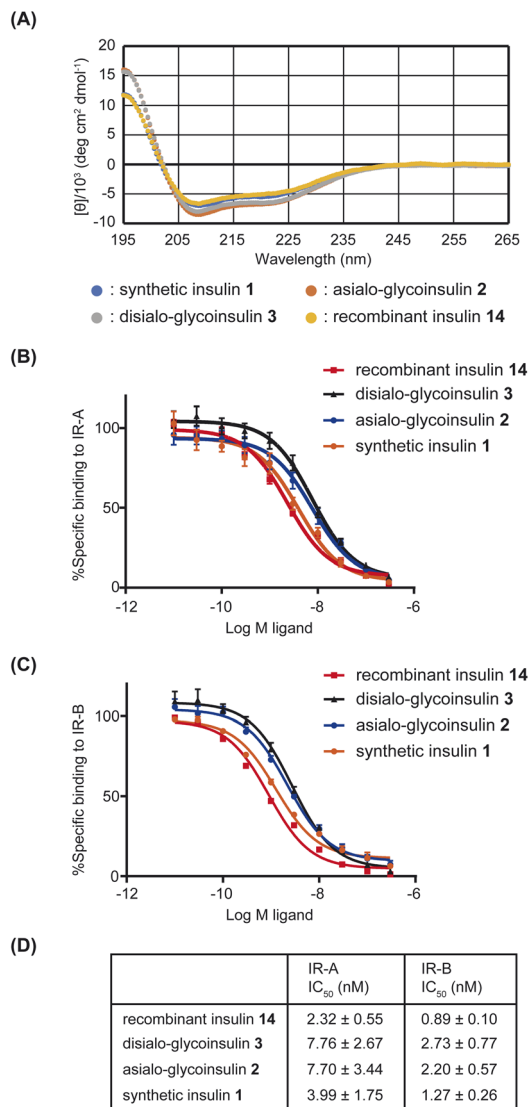 (A)
20
15
10
5
0
-5
-10
[θ]/10³ (deg cm² dmol⁻¹)
195 205 215 225 235 245 255 265
Wavelength (nm)
: synthetic insulin 1 : asialo-glycoinsulin 2
: disialo-glycoinsulin 3 : recombinant insulin 14
(B)
recombinant insulin 14
disialo-glycoinsulin 3
asialo-glycoinsulin 2
synthetic insulin 1
%Specific binding to IR-A
100
50
0
-12 -10 -8 -6
Log M ligand
(C)
recombinant insulin 14
disialo-glycoinsulin 3
asialo-glycoinsulin 2
synthetic insulin 1
%Specific binding to IR-B
100
50
0
-12 -10 -8 -6
Log M ligand
(D)
IR-A IR-B
IC₅₀ (nM) IC₅₀ (nM)
recombinant insulin 14 2.32 ± 0.55 0.89 ± 0.10
disialo-glycoinsulin 3 7.76 ± 2.67 2.73 ± 0.77
asialo-glycoinsulin 2 7.70 ± 3.44 2.20 ± 0.57
synthetic insulin 1 3.99 ± 1.75 1.27 ± 0.26